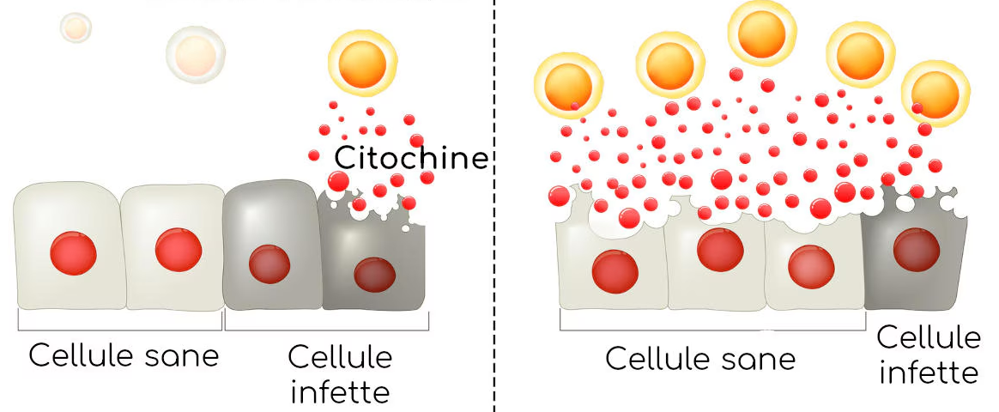 Citochine
Cellule sane
Cellule
infette
Cellule sane
Cellule
infette